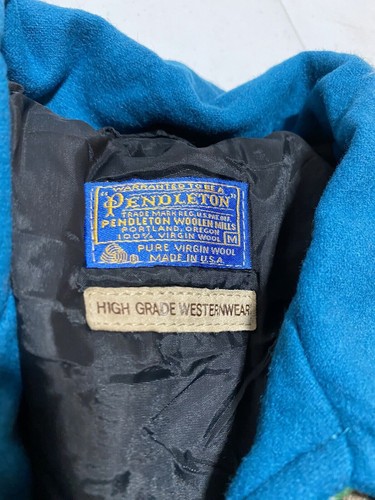 WARRANTED TO BE A
"PENDLETON"
TRADE MARK REG. U.S. PAT. OFF.
PENDLETON WOOLEN MILLS
PORTLAND, OREGON
100% VIRGIN WOOL M
PURE VIRGIN WOOL
MADE IN U.S.A.
HIGH GRADE WESTERNWEAR